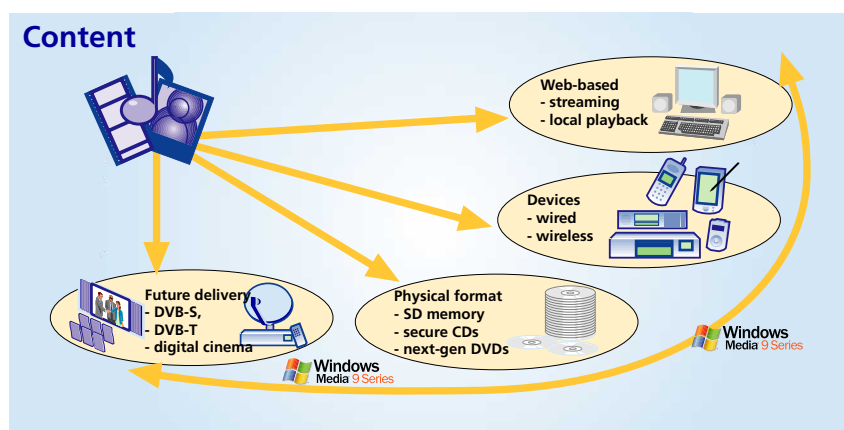 Content
Web-based
- streaming
- local playback
Devices
- wired
- wireless
Future delivery
- DVB-S,
- DVB-T
- digital cinema
Physical format
- SD memory
- secure CDs
- next-gen DVDs
Windows
Media 9 Series
Windows
Media 9 Series